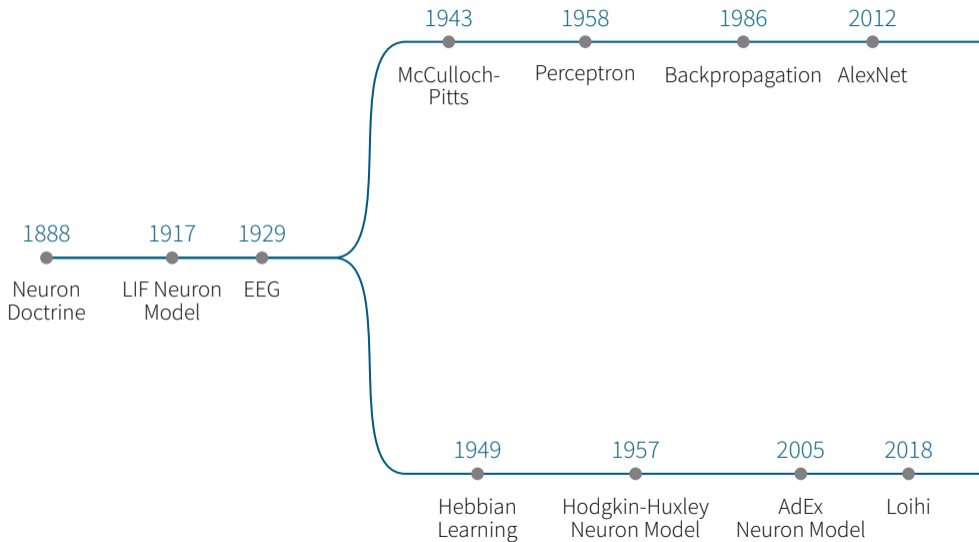 1943
1958
1986
2012
McCulloch-
Pitts
Perceptron
Backpropagation
AlexNet
1888
1917
1929
Neuron
Doctrine
LIF Neuron
Model
EEG
1949
1957
2005
2018
Hebbian
Learning
Hodgkin-Huxley
Neuron Model
AdEx
Neuron Model
Loihi